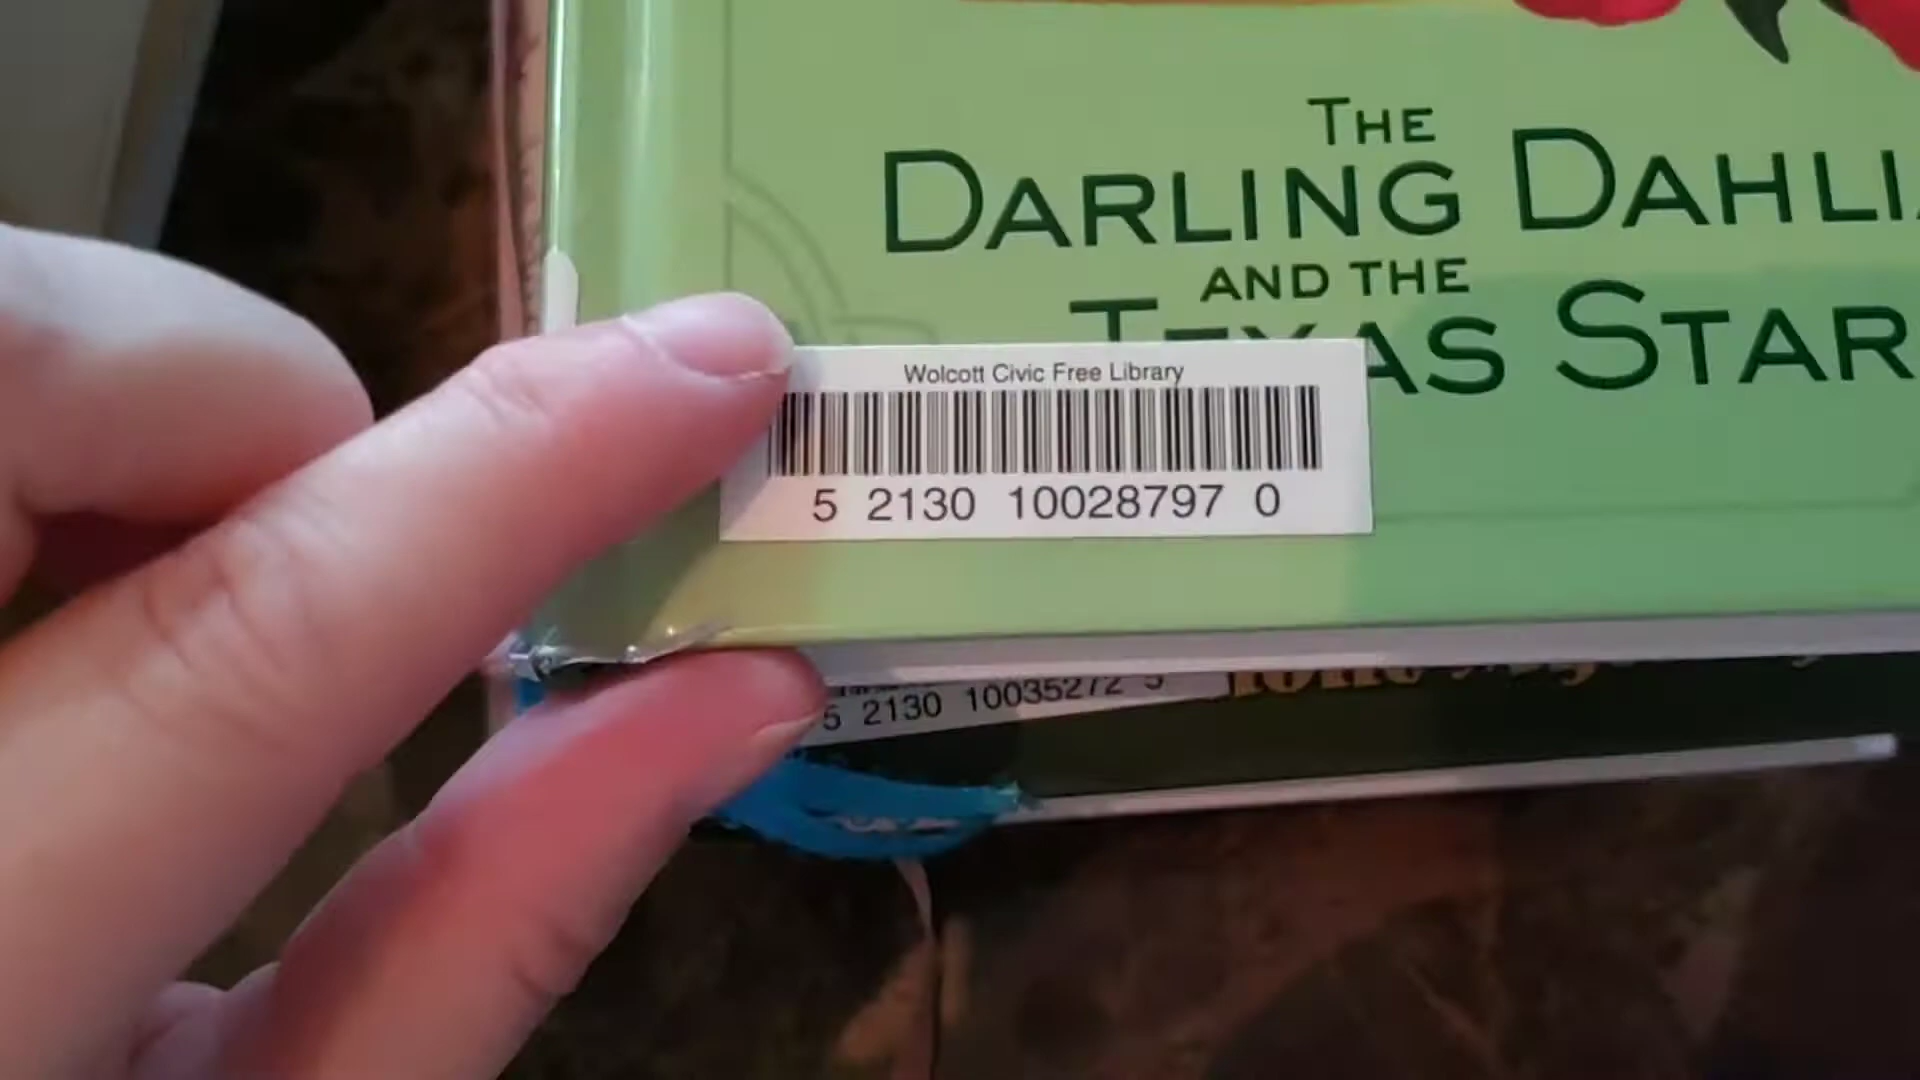 THE
DARLING DAHLIA
AND THE
TEXAS STAR
Wolcott Civic Free Library
5 2130 10028797 0
5 2130 10035272 5